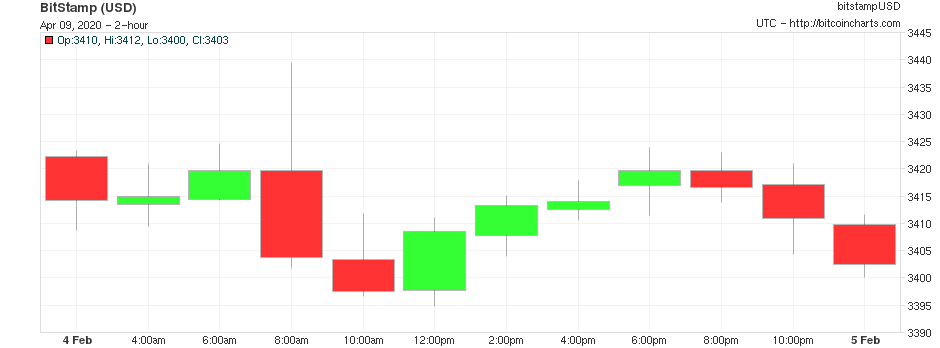 BitStamp (USD)
bitstampUSD
Apr 09, 2020 - 2-hour
UTC - http://bitcoincharts.com
Op:3410, Hi:3412, Lo:3400, Cl:3403
3445
3440
3435
3430
3425
3420
3415
3410
3405
3400
3395
3390
4 Feb
4:00am
6:00am
8:00am
10:00am
12:00pm
2:00pm
4:00pm
6:00pm
8:00pm
10:00pm
5 Feb